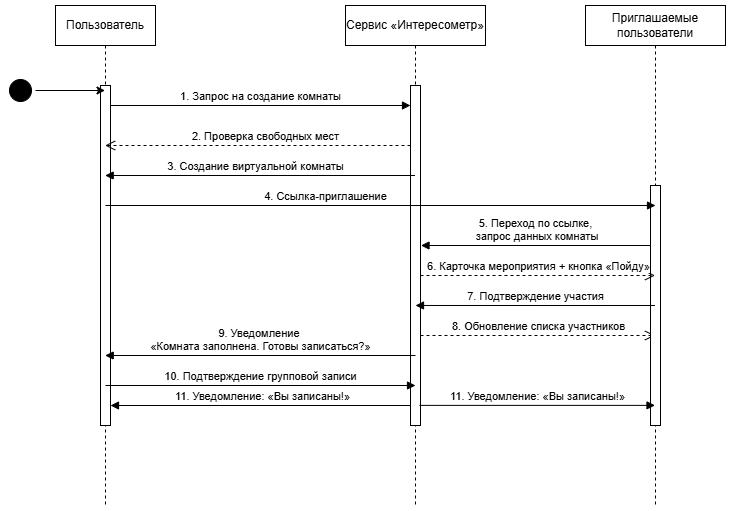 Пользователь
Сервис «Интересометр»
Приглашаемые
пользователи
1. Запрос на создание комнаты
2. Проверка свободных мест
3. Создание виртуальной комнаты
4. Ссылка-приглашение
5. Переход по ссылке,
запрос данных комнаты
6. Карточка мероприятия + кнопка «Пойду»
7. Подтверждение участия
8. Обновление списка участников
9. Уведомление
«Комната заполнена. Готовы записаться?»
10. Подтверждение групповой записи
11. Уведомление: «Вы записаны!»
11. Уведомление: «Вы записаны!»